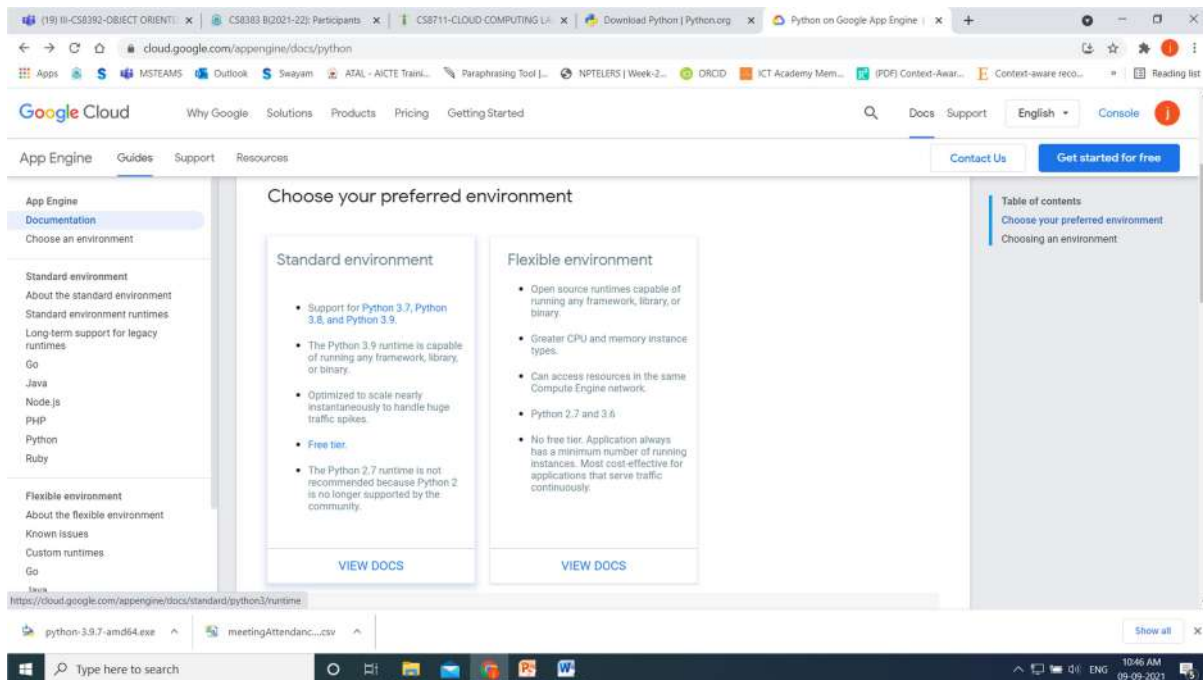 (19) III-CS8392-OBJECT ORIENT
CS8383 B(2021-22): Participants
CS8711-CLOUD COMPUTING LA
Download Python | Python.org
Python on Google App Engine
cloud.google.com/appengine/docs/python
Apps
MSTEAMS
Outlook
Swayam
ATAL - AICTE Traini...
Paraphrasing Tool |...
NPTELERS | Week-2...
ORCID
ICT Academy Mem...
(PDF) Context-Awar...
Context-aware reco...
»
Reading list
Google Cloud
Why Google
Solutions
Products
Pricing
Getting Started
Docs
Support
English
Console
j
App Engine
Guides
Support
Resources
Contact Us
Get started for free
App Engine
Documentation
Choose an environment
Standard environment
About the standard environment
Standard environment runtimes
Long-term support for legacy
runtimes
Go
Java
Node.js
PHP
Python
Ruby
Flexible environment
About the flexible environment
Known issues
Custom runtimes
Go
Java
Choose your preferred environment
Standard environment
• Support for Python 3.7, Python
3.8, and Python 3.9.
• The Python 3.9 runtime is capable
of running any framework, library,
or binary.
• Optimized to scale nearly
instantaneously to handle huge
traffic spikes.
• Free tier.
• The Python 2.7 runtime is not
recommended because Python 2
is no longer supported by the
community.
VIEW DOCS
Flexible environment
• Open source runtimes capable of
running any framework, library, or
binary.
• Greater CPU and memory instance
types.
• Can access resources in the same
Compute Engine network.
• Python 2.7 and 3.6
• No free tier. Application always
has a minimum number of running
instances. Most cost-effective for
applications that serve traffic
continuously.
VIEW DOCS
Table of contents
Choose your preferred environment
Choosing an environment
https://cloud.google.com/appengine/docs/standard/python3/runtime
python-3.9.7-amd64.exe
meetingAttendanc....csv
Show all
Type here to search
ENG
10:46 AM
09-09-2021